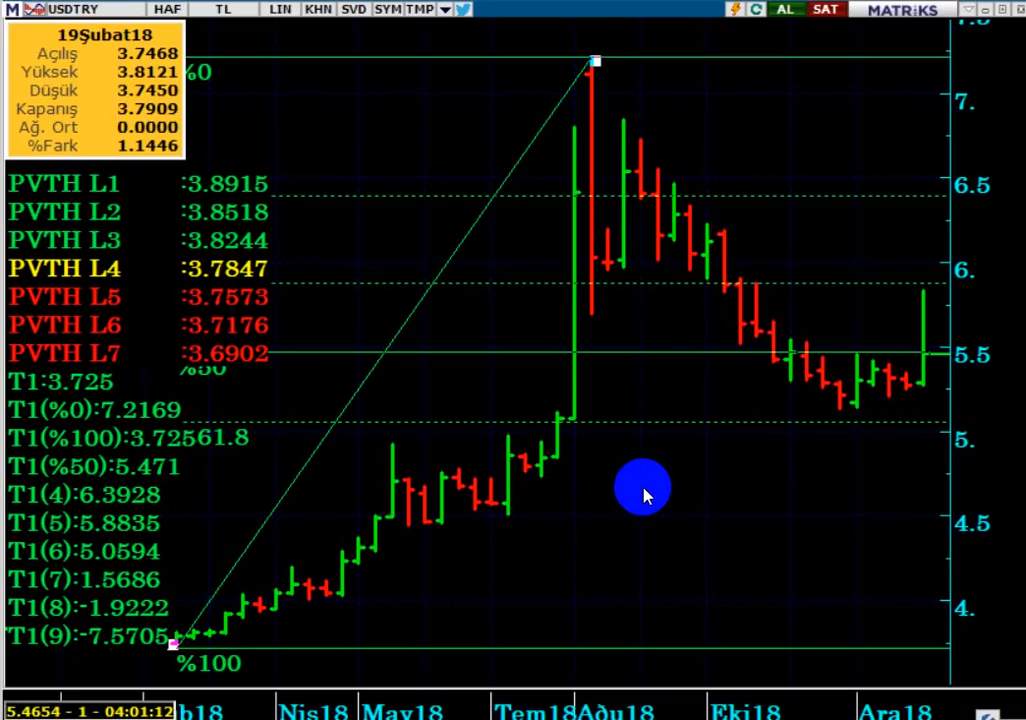 M USDTRY HAF TL LIN KHN SVD SYM TMP AL SAT MATRiKS
19Şubat18
Açılış 3.7468
Yüksek 3.8121
Düşük 3.7450
Kapanış 3.7909
Ağ. Ort 0.0000
%Fark 1.1446
%0
PVTH L1 :3.8915
PVTH L2 :3.8518
PVTH L3 :3.8244
PVTH L4 :3.7847
PVTH L5 :3.7573
PVTH L6 :3.7176
PVTH L7 :3.6902
%50
T1:3.725
T1(%0):7.2169
T1(%100):3.72561.8
T1(%50):5.471
T1(4):6.3928
T1(5):5.8835
T1(6):5.0594
T1(7):1.5686
T1(8):-1.9222
T1(9):-7.5705
%100
7.5
7.
6.5
6.
5.5
5.
4.5
4.
5.4654 - 1 - 04:01:12
b18 Nis18 May18 Tem18 Ağu18 Eki18 Ara18